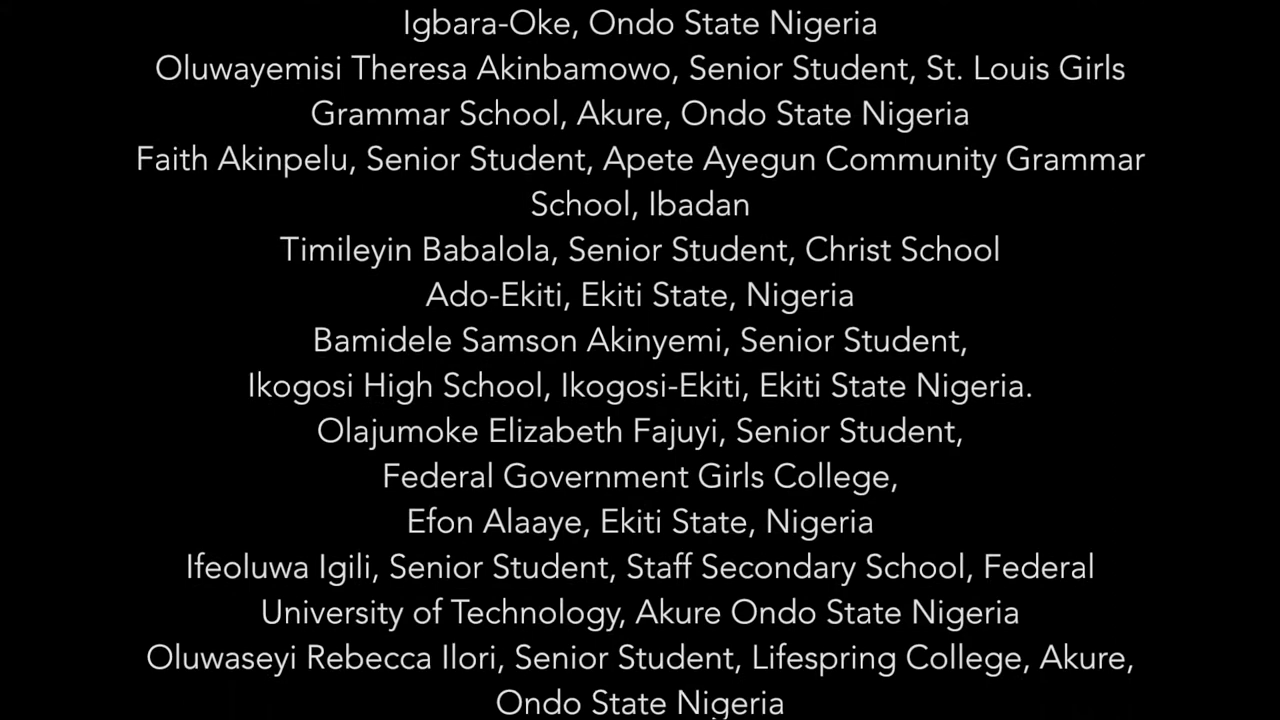 Igbara-Oke, Ondo State Nigeria
Oluwayemisi Theresa Akinbamowo, Senior Student, St. Louis Girls
Grammar School, Akure, Ondo State Nigeria
Faith Akinpelu, Senior Student, Apete Ayegun Community Grammar
School, Ibadan
Timileyin Babalola, Senior Student, Christ School
Ado-Ekiti, Ekiti State, Nigeria
Bamidele Samson Akinyemi, Senior Student,
Ikogosi High School, Ikogosi-Ekiti, Ekiti State Nigeria.
Olajumoke Elizabeth Fajuyi, Senior Student,
Federal Government Girls College,
Efon Alaaye, Ekiti State, Nigeria
Ifeoluwa Igili, Senior Student, Staff Secondary School, Federal
University of Technology, Akure Ondo State Nigeria
Oluwaseyi Rebecca Ilori, Senior Student, Lifespring College, Akure,
Ondo State Nigeria